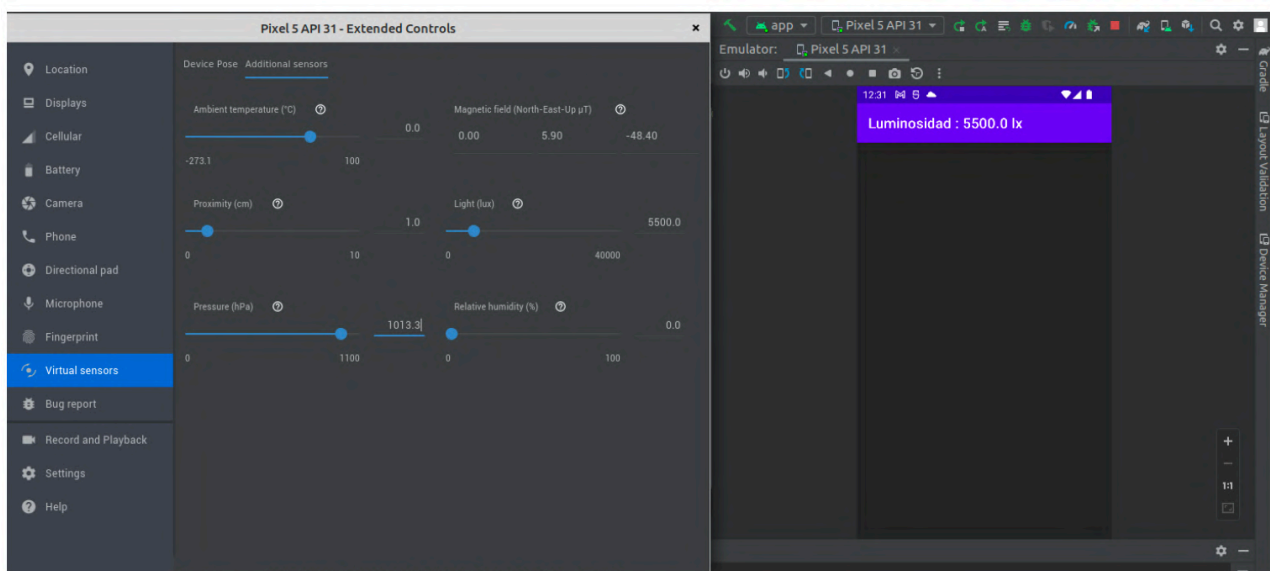 Pixel 5 API 31 - Extended Controls
Location
Displays
Cellular
Battery
Camera
Phone
Directional pad
Microphone
Fingerprint
Virtual sensors
Bug report
Record and Playback
Settings
Help
Device Pose Additional sensors
Ambient temperature (°C)
0.0
-273.1 100
Magnetic field (North-East-Up μT)
0.00 5.90 -48.40
Proximity (cm)
1.0
0 10
Light (lux)
5500.0
0 40000
Pressure (hPa)
1013.3
0 1100
Relative humidity (%)
0.0
0 100
app Pixel 5 API 31
Emulator: Pixel 5 API 31
12:31
Luminosidad : 5500.0 lx
1:1
Gradle
Layout Validation
Device Manager